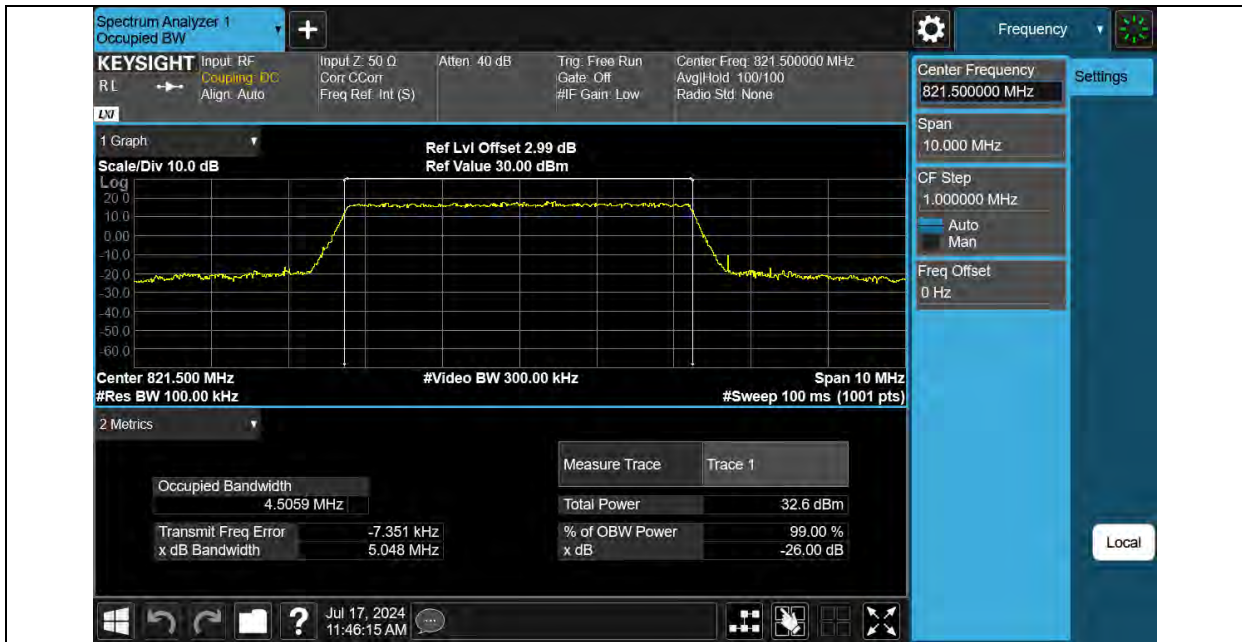 Spectrum Analyzer 1
Occupied BW
+
Frequency
KEYSIGHT
Input: RF
Coupling: DC
Align: Auto
RL
LXI
Input Z: 50 Ω
Corr CCorr
Freq Ref: Int (S)
Atten: 40 dB
Trig: Free Run
Gate: Off
#IF Gain: Low
Center Freq: 821.500000 MHz
Avg|Hold: 100/100
Radio Std: None
Center Frequency
821.500000 MHz
Settings
Span
10.000 MHz
CF Step
1.000000 MHz
Auto
Man
Freq Offset
0 Hz
1 Graph
Scale/Div 10.0 dB
Ref Lvl Offset 2.99 dB
Ref Value 30.00 dBm
Log
20.0
10.0
0.00
-10.0
-20.0
-30.0
-40.0
-50.0
-60.0
Center 821.500 MHz
#Res BW 100.00 kHz
#Video BW 300.00 kHz
Span 10 MHz
#Sweep 100 ms (1001 pts)
2 Metrics
Measure Trace Trace 1
Occupied Bandwidth
4.5059 MHz
Total Power 32.6 dBm
Transmit Freq Error -7.351 kHz
% of OBW Power 99.00 %
x dB Bandwidth 5.048 MHz
x dB -26.00 dB
Local
?
Jul 17, 2024
11:46:15 AM